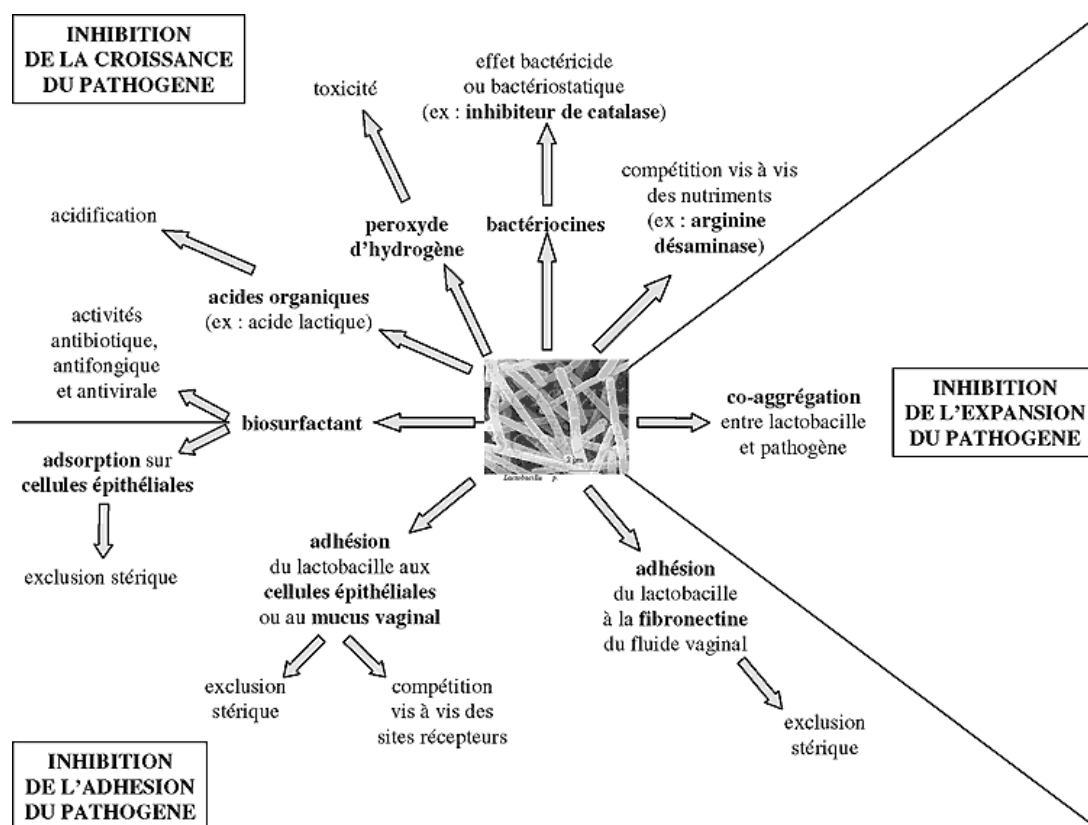 INHIBITION
DE LA CROISSANCE
DU PATHOGENE
effet bactéricide
ou bactériostatique
(ex : inhibiteur de catalase)
toxicité
compétition vis à vis
des nutriments
(ex : arginine
désaminase)
peroxyde
d'hydrogène
bactériocines
acidification
acides organiques
(ex : acide lactique)
activités
antibiotique,
antifongique
et antivirale
biosurfactant
co-aggrégation
entre lactobacille
et pathogène
INHIBITION
DE L'EXPANSION
DU PATHOGENE
adsorption sur
cellules épithéliales
exclusion stérique
adhésion
du lactobacille aux
cellules épithéliales
ou au mucus vaginal
adhésion
du lactobacille
à la fibronectine
du fluide vaginal
exclusion
stérique
compétition
vis à vis des
sites récepteurs
exclusion
stérique
INHIBITION
DE L'ADHESION
DU PATHOGENE